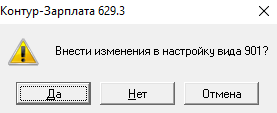 Контур-Зарплата 629.3
Внести изменения в настройку вида 901?
Да
Нет
Отмена